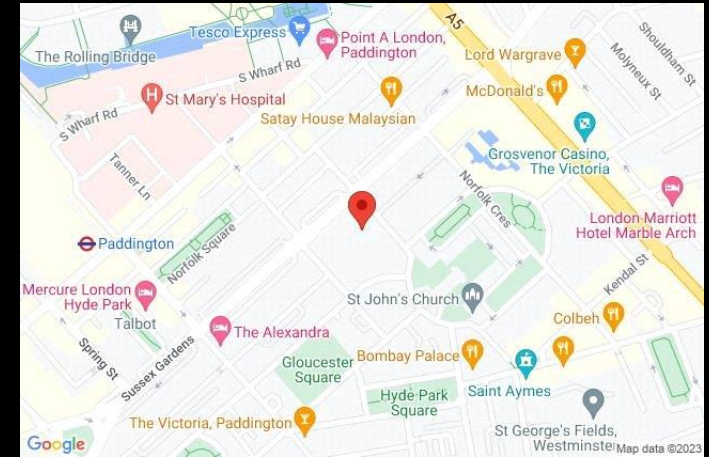 The Rolling Bridge
Tesco Express
Point A London,
Paddington
A5
Lord Wargrave
Shouldham St
Molyneux St
McDonald's
S Wharf Rd
H
St Mary's Hospital
S Wharf Rd
Satay House Malaysian
Tanner Ln
Grosvenor Casino,
The Victoria
Norfolk Cres
London Marriott
Hotel Marble Arch
Paddington
Norfolk Square
Kendal St
Mercure London
Hyde Park
Talbot
St John's Church
Colbeh
The Alexandra
Spring St
Sussex Gardens
Gloucester
Square
Bombay Palace
Saint Aymes
Hyde Park
Square
The Victoria, Paddington
St George's Fields,
Westminster
Google
Map data ©2023